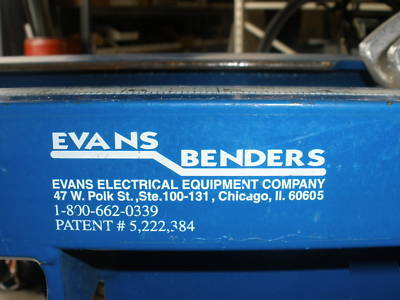 EVANS
BENDERS
EVANS ELECTRICAL EQUIPMENT COMPANY
47 W. Polk St. ,Ste.100-131 , Chicago, Il. 60605
1-800-662-0339
PATENT # 5,222,384